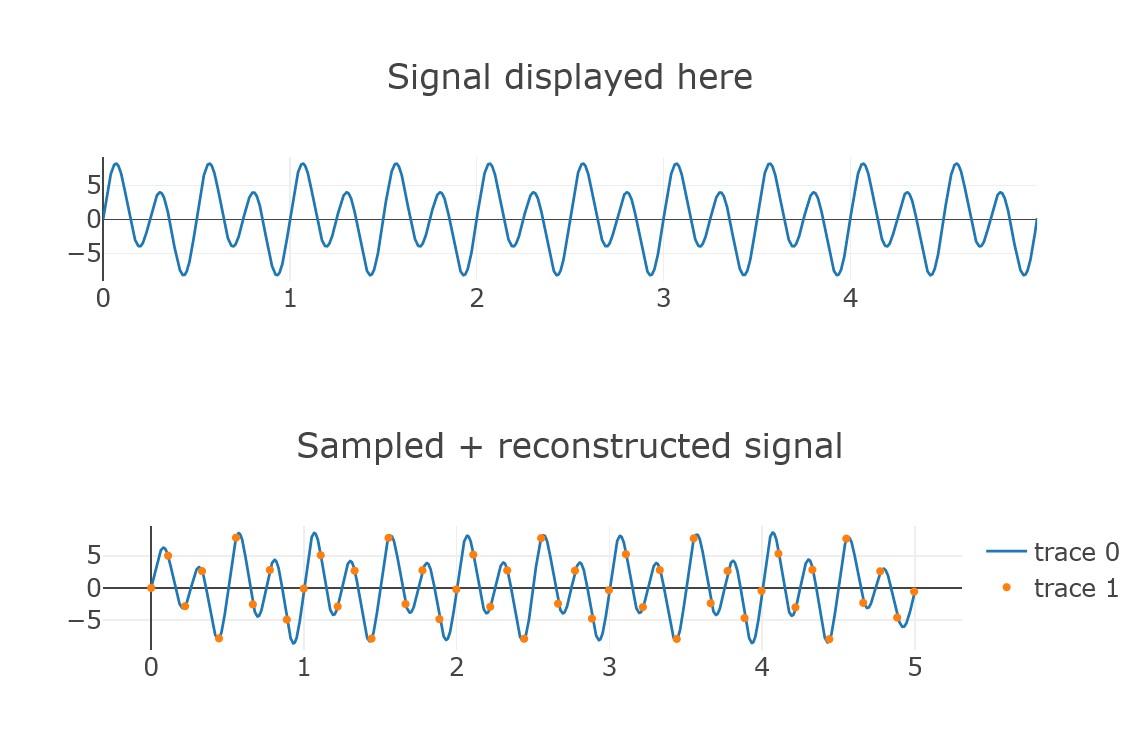 Signal displayed here
5
0
−5
0 1 2 3 4
Sampled + reconstructed signal
5
0
−5
0 1 2 3 4 5
trace 0
trace 1